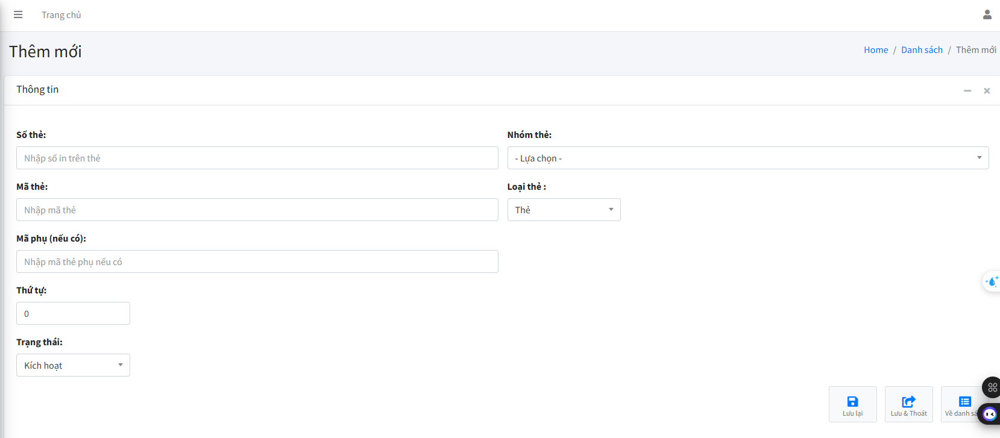 Trang chủ
Thêm mới
Home / Danh sách / Thêm mới
Thông tin
Số thẻ:
Nhập số in trên thẻ
Nhóm thẻ:
- Lựa chọn -
Mã thẻ:
Nhập mã thẻ
Loại thẻ :
Thẻ
Mã phụ (nếu có):
Nhập mã thẻ phụ nếu có
Thứ tự:
0
Trạng thái:
Kích hoạt
Lưu lại
Lưu & Thoát
Về danh